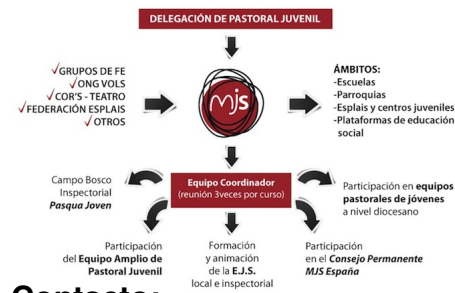 DELEGACIÓN DE PASTORAL JUVENIL
✓GRUPOS DE FE
✓ONG VOLS
✓COR'S - TEATRO
✓FEDERACIÓN ESPLAIS
✓OTROS
mjs
ÁMBITOS:
-Escuelas
-Parroquias
-Esplais y centros juveniles
-Plataformas de educación
social
Campo Bosco
Inspectorial
Pasqua Joven
Equipo Coordinador
(reunión 3veces por curso)
Participación en equipos
pastorales de jóvenes
a nivel diocesano
Participación
del Equipo Amplio de
Pastoral Juvenil
Formación
y animación
de la E.J.S.
local e inspectorial
Participación
en el Consejo Permanente
MJS España
Contacto: